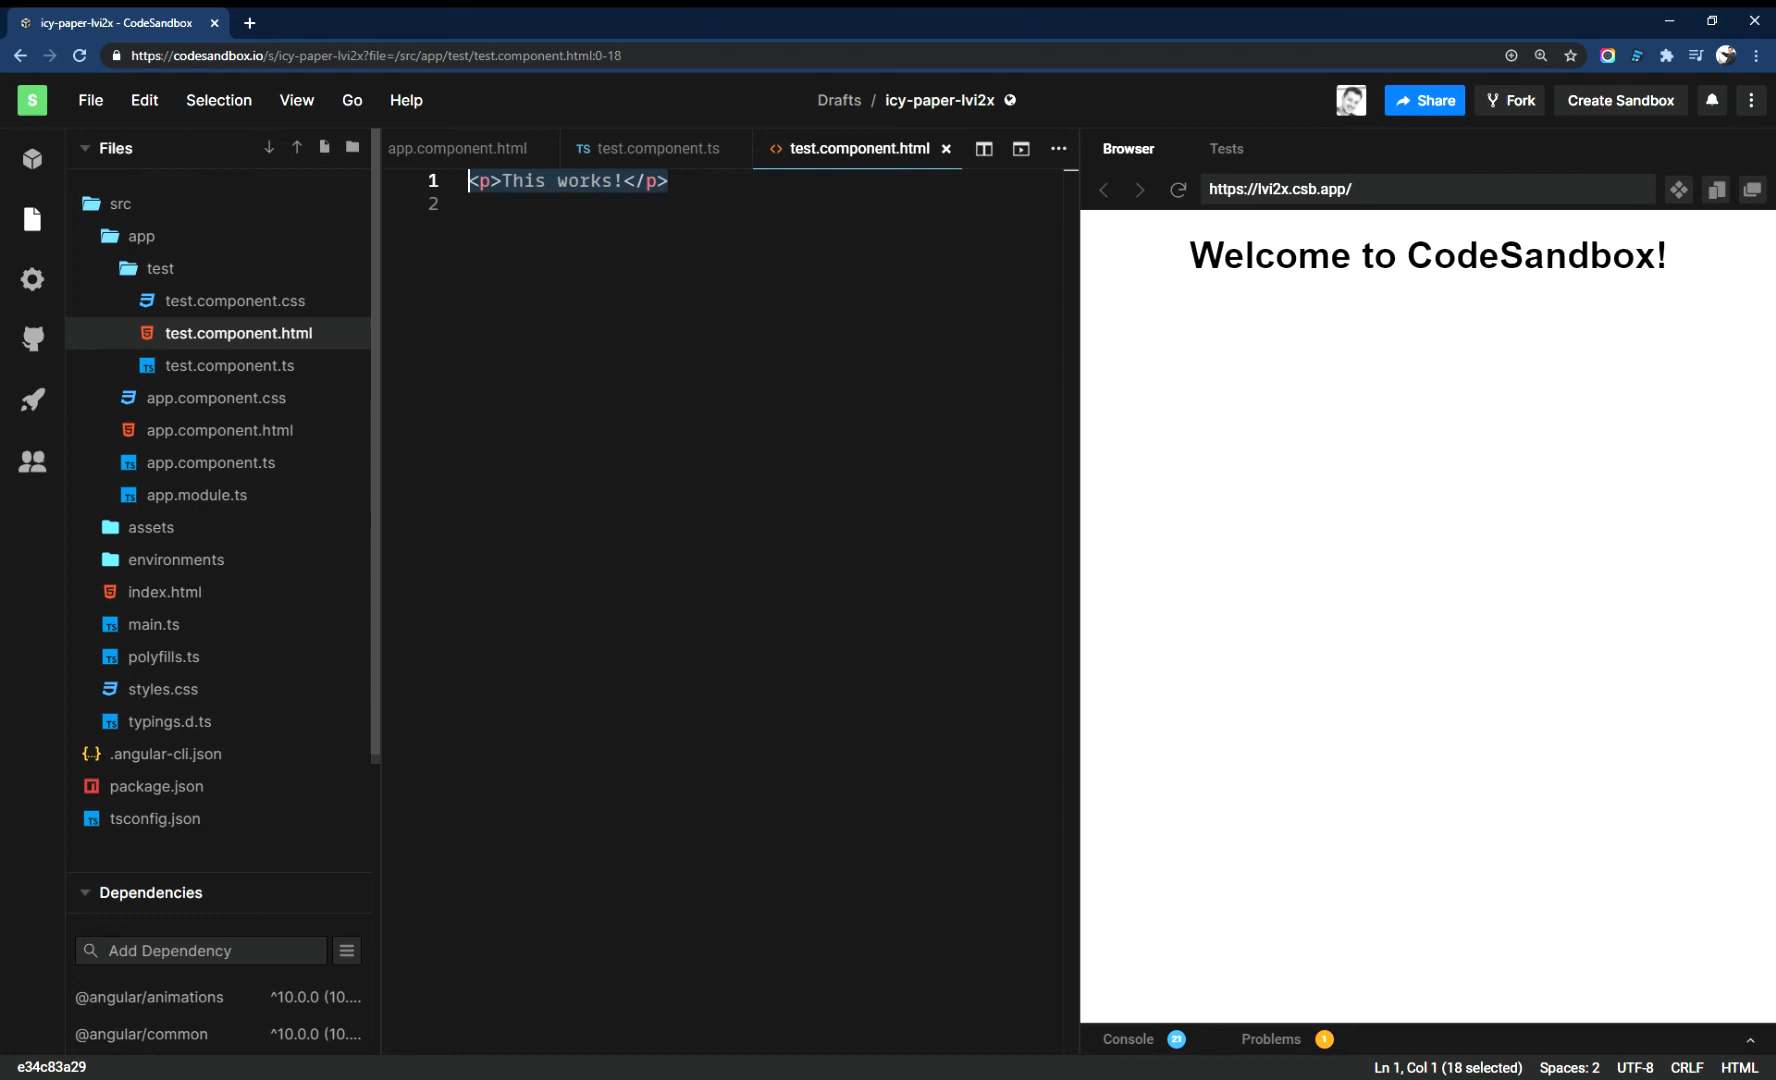 icy-paper-lvi2x - CodeSandbox
https://codesandbox.io/s/icy-paper-lvi2x?file=/src/app/test/test.component.html:0-18
S File Edit Selection View Go Help Drafts / icy-paper-lvi2x Share Fork Create Sandbox
Files
src
app
test
test.component.css
test.component.html
test.component.ts
app.component.css
app.component.html
app.component.ts
app.module.ts
assets
environments
index.html
main.ts
polyfills.ts
styles.css
typings.d.ts
.angular-cli.json
package.json
tsconfig.json
Dependencies
Add Dependency
@angular/animations ^10.0.0 (10....
@angular/common ^10.0.0 (10....
app.component.html TS test.component.ts <> test.component.html
1 <p>This works!</p>
2
Browser Tests
https://lvi2x.csb.app/
Welcome to CodeSandbox!
Console 21 Problems 1
e34c83a29 Ln 1, Col 1 (18 selected) Spaces: 2 UTF-8 CRLF HTML